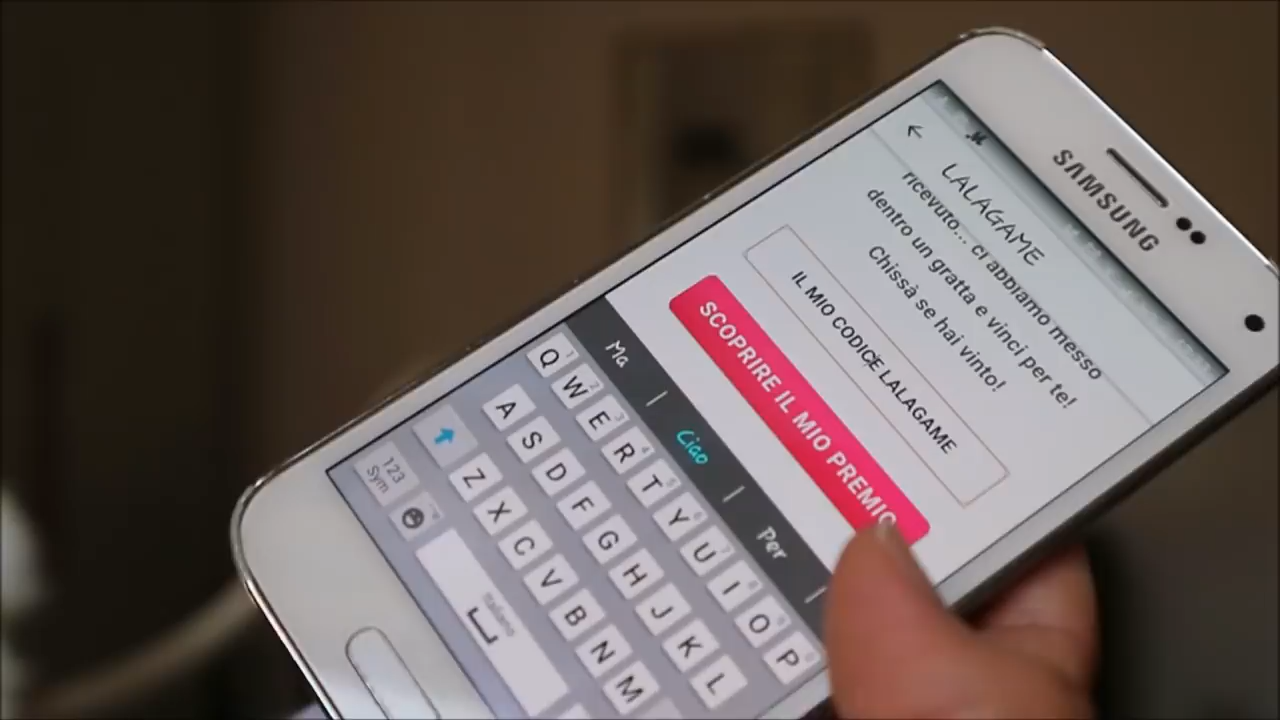 SAMSUNG
LALAGAME
ricevuto... ci abbiamo messo
dentro un gratta e vinci per te!
Chissà se hai vinto!
IL MIO CODICE LALAGAME
SCOPRIRE IL MIO PREMIO
Ma | Ciao | Per |
Q W E R T Y U I O P
A S D F G H J K L
Z X C V B N M
123
Sym
Italiano